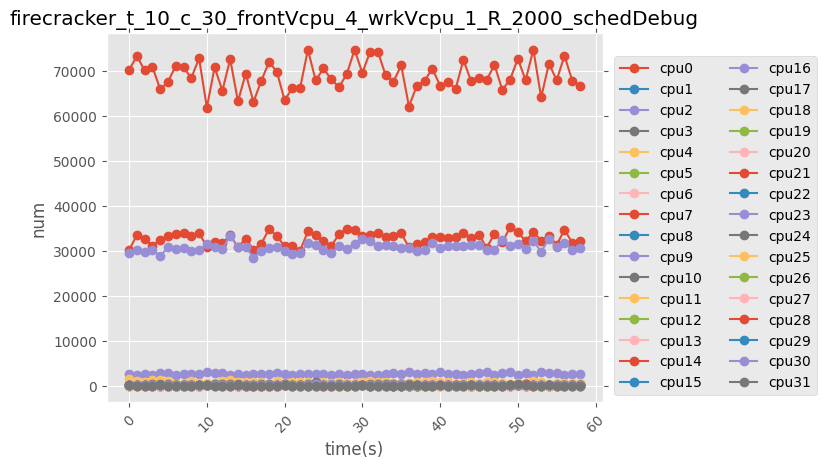 firecracker_t_10_c_30_frontVcpu_4_wrkVcpu_1_R_2000_schedDebug
num
70000
60000
50000
40000
30000
20000
10000
0
0
10
20
30
40
50
60
time(s)
cpu0
cpu1
cpu2
cpu3
cpu4
cpu5
cpu6
cpu7
cpu8
cpu9
cpu10
cpu11
cpu12
cpu13
cpu14
cpu15
cpu16
cpu17
cpu18
cpu19
cpu20
cpu21
cpu22
cpu23
cpu24
cpu25
cpu26
cpu27
cpu28
cpu29
cpu30
cpu31